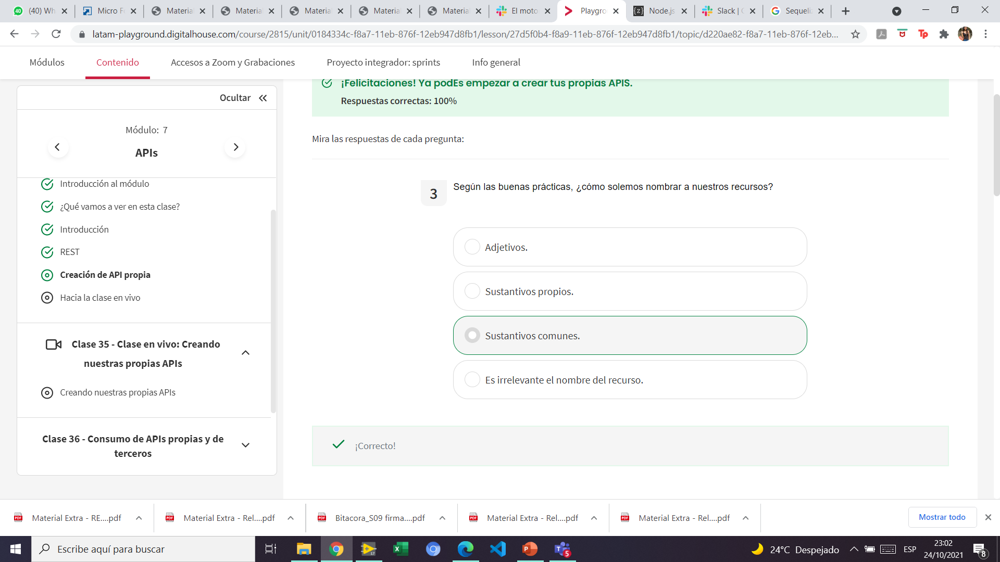 (40) Wh
Micro F
Material
Material
Material
Material
Material
El moto
Playgro
Node.js
Slack |
Sequeliz
latam-playground.digitalhouse.com/course/2815/unit/0184334c-f8a7-11eb-876f-12eb947d8fb1/lesson/27d5f0b4-f8a9-11eb-876f-12eb947d8fb1/topic/d220ae82-f8a7-11eb-876f-12eb...
Módulos
Contenido
Accesos a Zoom y Grabaciones
Proyecto integrador: sprints
Info general
Ocultar
Módulo: 7
APIs
Introducción al módulo
¿Qué vamos a ver en esta clase?
Introducción
REST
Creación de API propia
Hacia la clase en vivo
Clase 35 - Clase en vivo: Creando
nuestras propias APIs
Creando nuestras propias APIs
Clase 36 - Consumo de APIs propias y de
terceros
¡Felicitaciones! Ya podEs empezar a crear tus propias APIS.
Respuestas correctas: 100%
Mira las respuestas de cada pregunta:
3
Según las buenas prácticas, ¿cómo solemos nombrar a nuestros recursos?
Adjetivos.
Sustantivos propios.
Sustantivos comunes.
Es irrelevante el nombre del recurso.
¡Correcto!
Material Extra - RE....pdf
Material Extra - Rel....pdf
Bitacora_S09 firma....pdf
Material Extra - Rel....pdf
Material Extra - Rel....pdf
Mostrar todo
Escribe aquí para buscar
24°C Despejado
ESP
23:02
24/10/2021
8